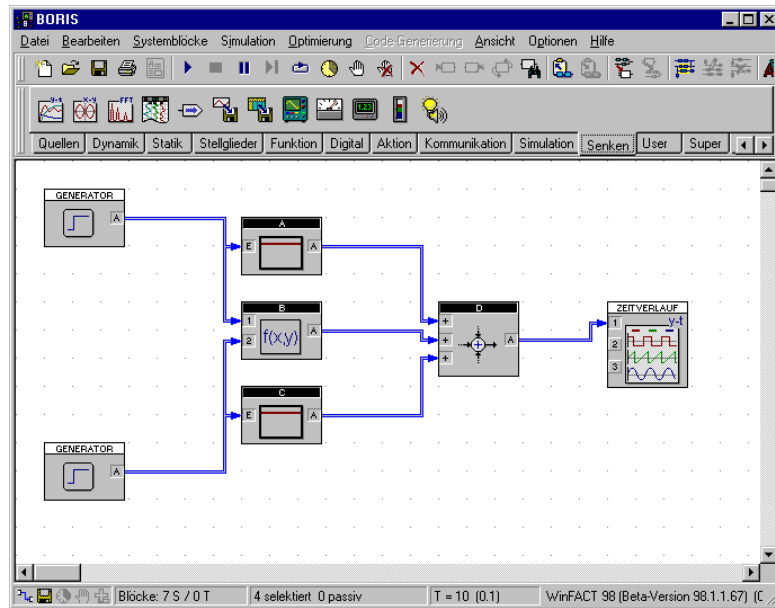 BORIS
Datei Bearbeiten Systemblöcke Simulation Optimierung Code-Generierung Ansicht Optionen Hilfe
y-t x-y FFT
Quellen Dynamik Statik Stellglieder Funktion Digital Aktion Kommunikation Simulation Senken User Super
GENERATOR
A
A
E A
B
1
2
f(x,y)
A
C
E A
D
+
+
+
A
ZEITVERLAUF
1
2
3
y-t
GENERATOR
A
Blöcke: 7 S / 0 T 4 selektiert 0 passiv T = 10 (0.1) WinFACT 98 (Beta-Version 98.1.1.67) (C